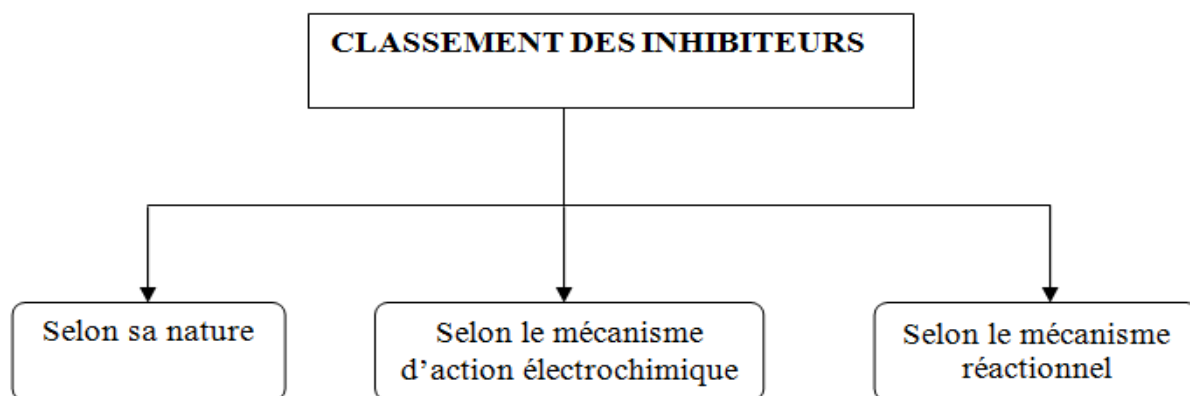 CLASSEMENT DES INHIBITEURS
Selon sa nature
Selon le mécanisme
d’action électrochimique
Selon le mécanisme
réactionnel